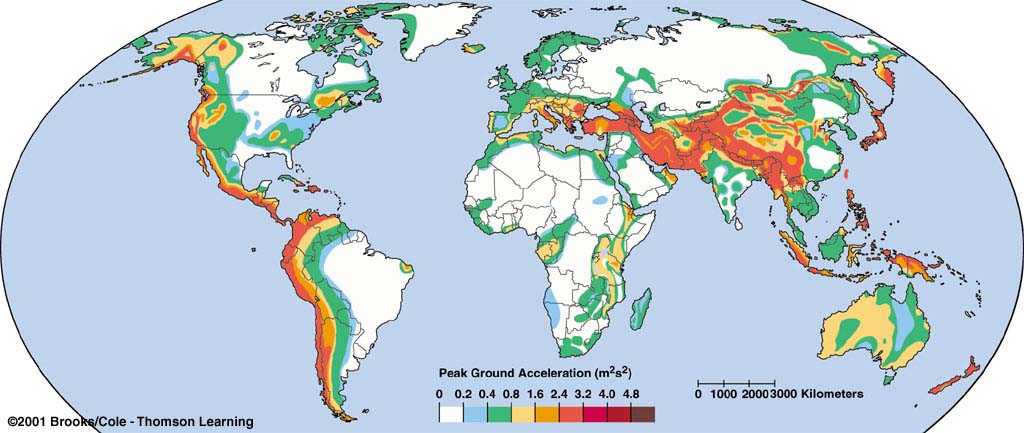 Peak Ground Acceleration (m²s²)
0 0.2 0.4 0.8 1.6 2.4 3.2 4.0 4.8
0 1000 2000 3000 Kilometers
©2001 Brooks/Cole - Thomson Learning